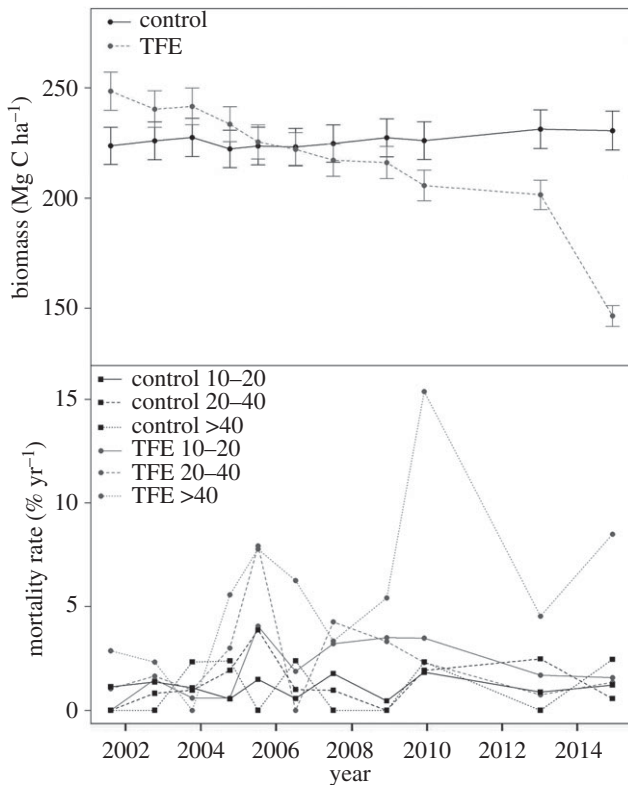 control
TFE
250
200
150
biomass (Mg C ha−1)
control 10–20
control 20–40
control >40
TFE 10–20
TFE 20–40
TFE >40
15
10
5
0
mortality rate (% yr−1)
2002 2004 2006 2008 2010 2012 2014
year